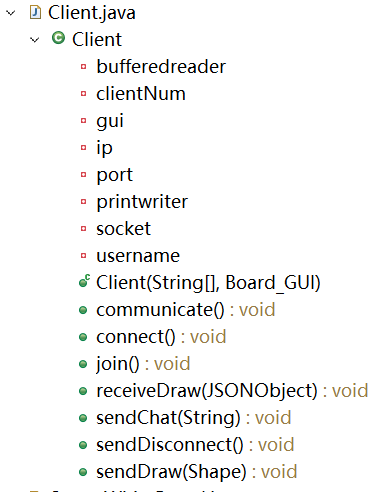 Client.java
Client
bufferedreader
clientNum
gui
ip
port
printwriter
socket
username
Client(String[], Board_GUI)
communicate() : void
connect() : void
join() : void
receiveDraw(JSONObject) : void
sendChat(String) : void
sendDisconnect() : void
sendDraw(Shape) : void